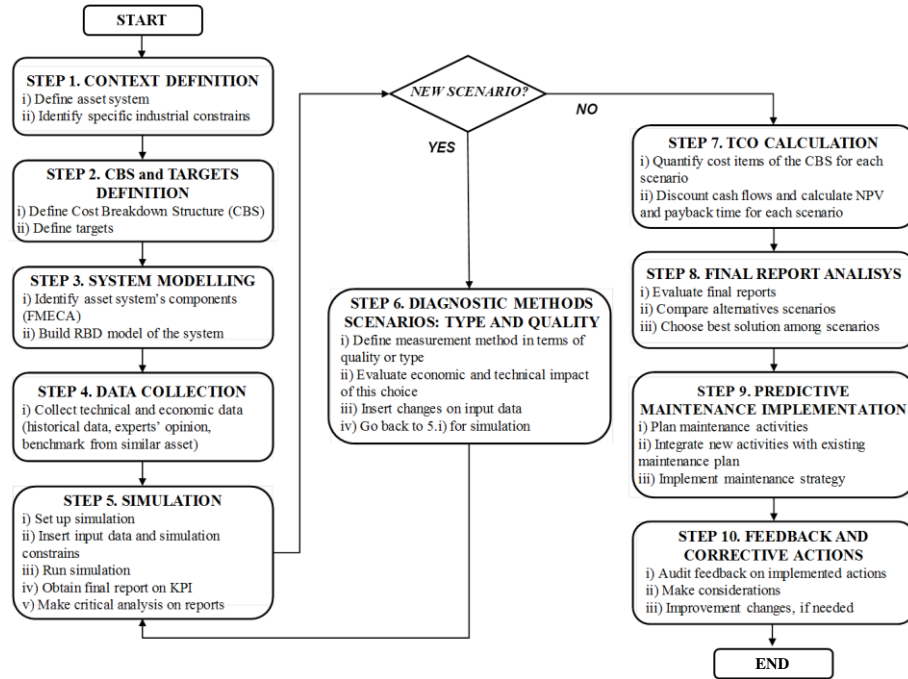 START
STEP 1. CONTEXT DEFINITION
i) Define asset system
ii) Identify specific industrial constrains
STEP 2. CBS and TARGETS
DEFINITION
i) Define Cost Breakdown Structure (CBS)
ii) Define targets
STEP 3. SYSTEM MODELLING
i) Identify asset system's components
(FMECA)
ii) Build RBD model of the system
STEP 4. DATA COLLECTION
i) Collect technical and economic data
(historical data, experts' opinion,
benchmark from similar asset)
STEP 5. SIMULATION
i) Set up simulation
ii) Insert input data and simulation
constrains
iii) Run simulation
iv) Obtain final report on KPI
v) Make critical analysis on reports
NEW SCENARIO?
YES
NO
STEP 6. DIAGNOSTIC METHODS
SCENARIOS: TYPE AND QUALITY
i) Define measurement method in terms of
quality or type
ii) Evaluate economic and technical impact
of this choice
iii) Insert changes on input data
iv) Go back to 5.i) for simulation
STEP 7. TCO CALCULATION
i) Quantify cost items of the CBS for each
scenario
ii) Discount cash flows and calculate NPV
and payback time for each scenario
STEP 8. FINAL REPORT ANALISYS
i) Evaluate final reports
ii) Compare alternatives scenarios
iii) Choose best solution among scenarios
STEP 9. PREDICTIVE
MAINTENANCE IMPLEMENTATION
i) Plan maintenance activities
ii) Integrate new activities with existing
maintenance plan
iii) Implement maintenance strategy
STEP 10. FEEDBACK AND
CORRECTIVE ACTIONS
i) Audit feedback on implemented actions
ii) Make considerations
iii) Improvement changes, if needed
END